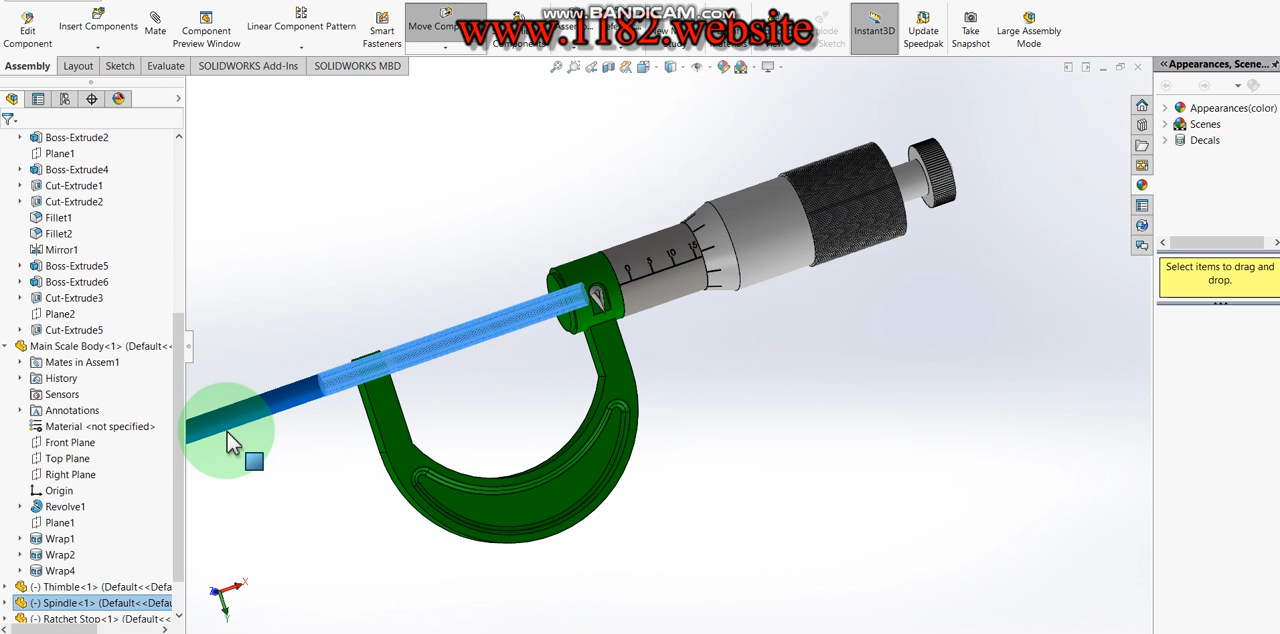 www.BANDICAM.com
www.1182.website
Edit Component
Insert Components
Mate
Component Preview Window
Linear Component Pattern
Smart Fasteners
Move Comp
Instant3D
Update Speedpak
Take Snapshot
Large Assembly Mode
Assembly
Layout
Sketch
Evaluate
SOLIDWORKS Add-Ins
SOLIDWORKS MBD
Appearances, Scene...
Boss-Extrude2
Plane1
Boss-Extrude4
Cut-Extrude1
Cut-Extrude2
Fillet1
Fillet2
Mirror1
Boss-Extrude5
Boss-Extrude6
Cut-Extrude3
Plane2
Cut-Extrude5
Main Scale Body<1> (Default<<
Mates in Assem1
History
Sensors
Annotations
Material <not specified>
Front Plane
Top Plane
Right Plane
Origin
Revolve1
Plane1
Wrap1
Wrap2
Wrap4
(-) Thimble<1> (Default<<Def
(-) Spindle<1> (Default<<Defau
(-) Ratchet Stop<1> (Default<<
0 5 10 15
X
Y
Z
Appearances(color)
Scenes
Decals
Select items to drag and
drop.